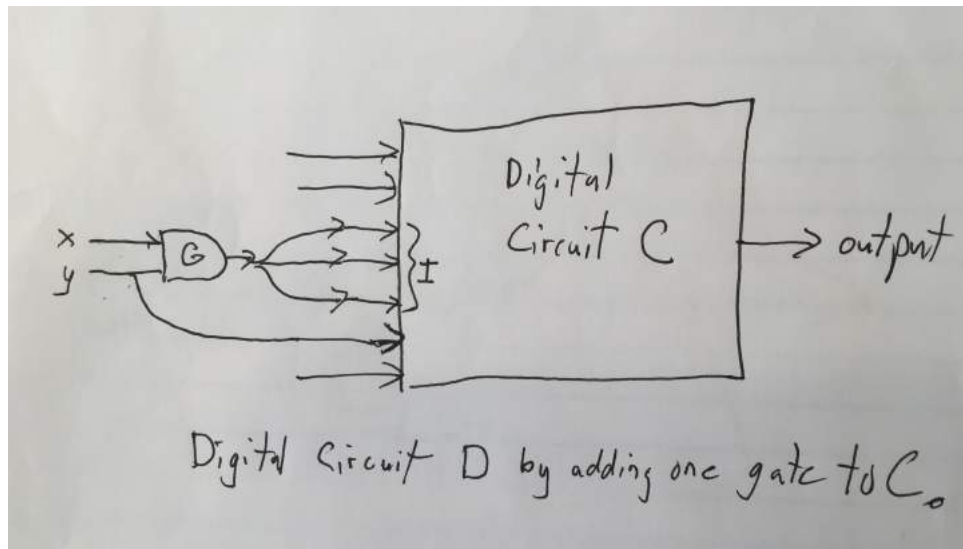 Digital
Circuit C
x
G
y
I
output
Digital Circuit D by adding one gate to C.